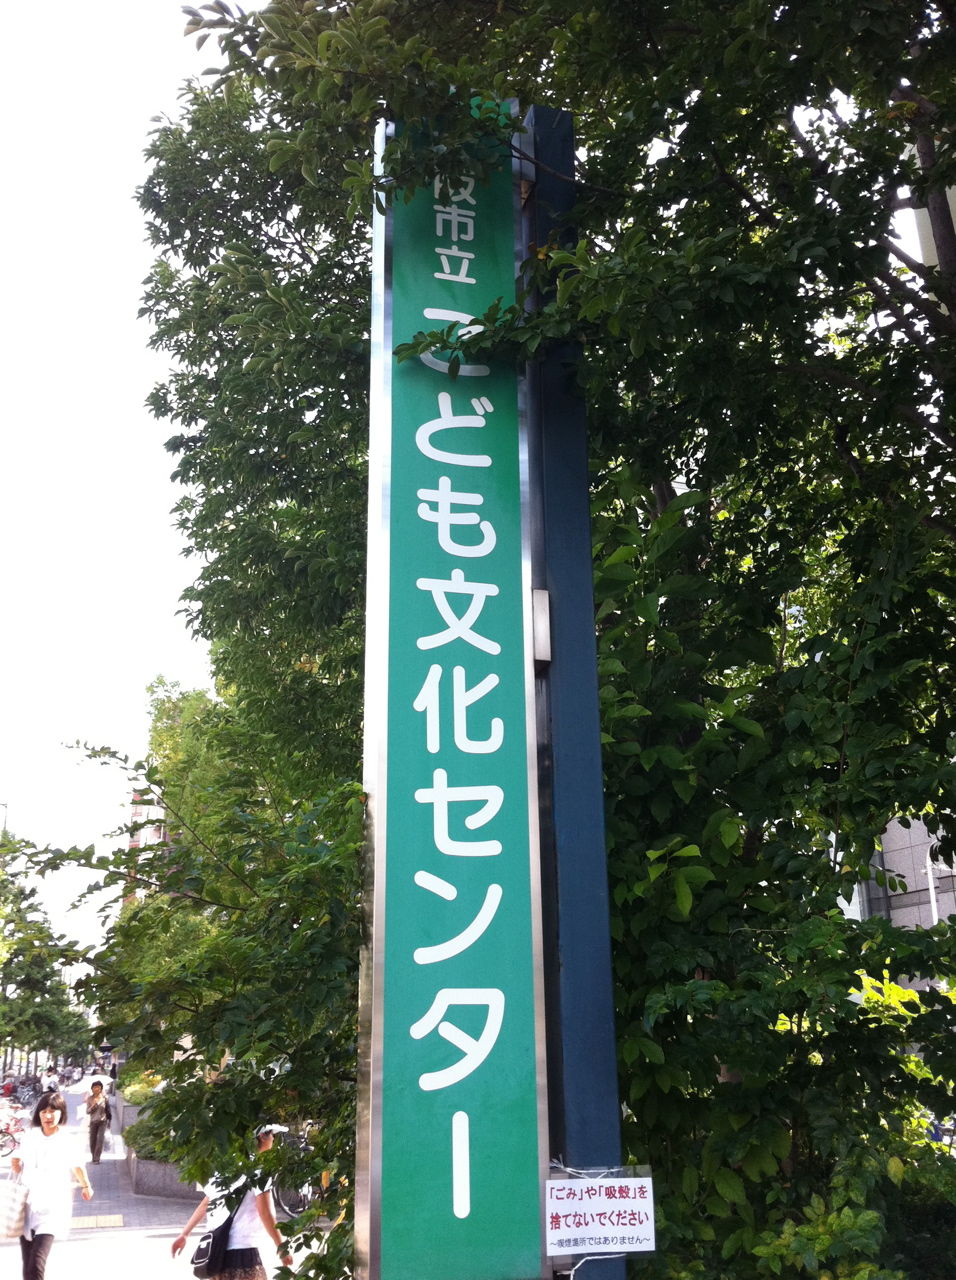 阪市立 こども文化センター
「ごみ」や「吸殻」を
捨てないでください
～喫煙場所ではありません～